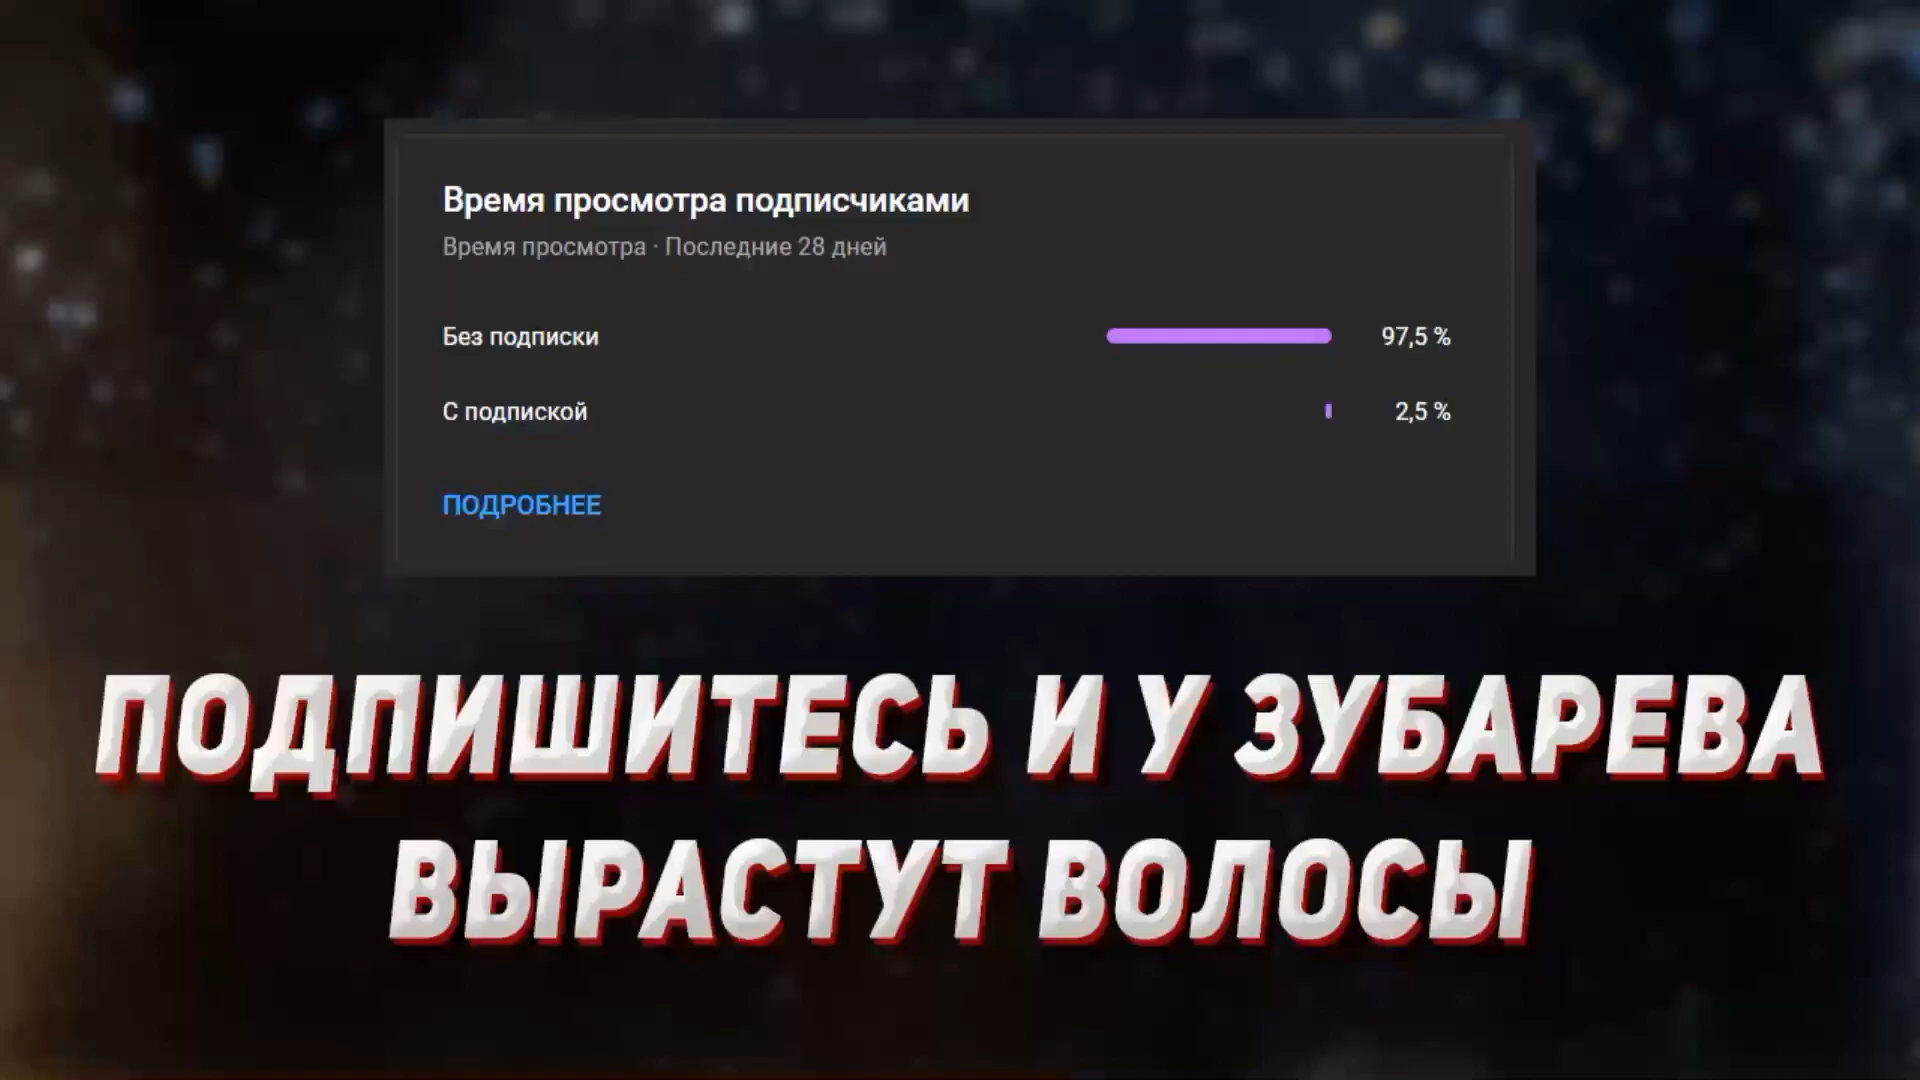 Время просмотра подписчиками
Время просмотра · Последние 28 дней
Без подписки 97,5 %
С подпиской 2,5 %
ПОДРОБНЕЕ
ПОДПИШИТЕСЬ И У ЗУБАРЕВА
ВЫРАСТУТ ВОЛОСЫ